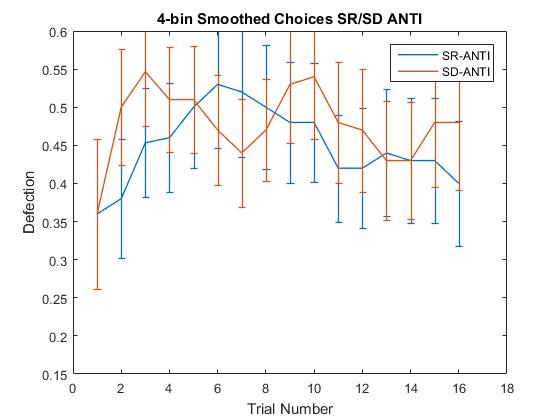 4-bin Smoothed Choices SR/SD ANTI
SR-ANTI
SD-ANTI
0.6
0.55
0.5
0.45
0.4
0.35
0.3
0.25
0.2
0.15
Defection
0 2 4 6 8 10 12 14 16 18
Trial Number